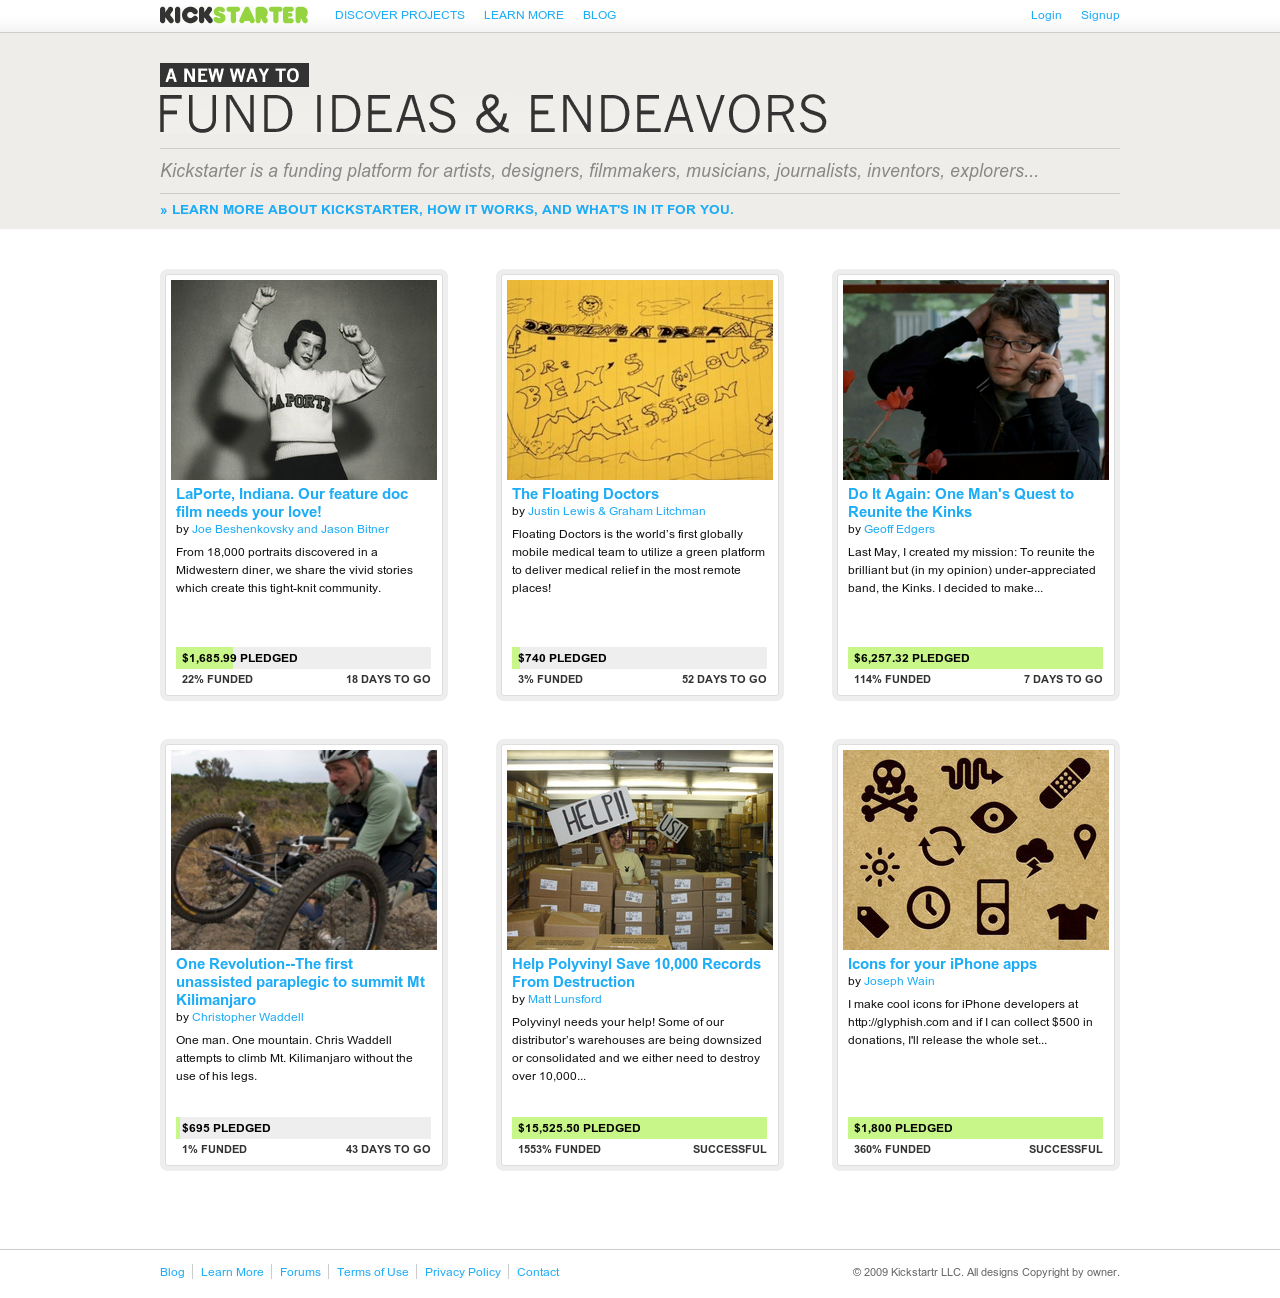 KICKSTARTER DISCOVER PROJECTS LEARN MORE BLOG Login Signup
A NEW WAY TO
FUND IDEAS & ENDEAVORS
Kickstarter is a funding platform for artists, designers, filmmakers, musicians, journalists, inventors, explorers...
» LEARN MORE ABOUT KICKSTARTER, HOW IT WORKS, AND WHAT'S IN IT FOR YOU.
LA PORTE
LaPorte, Indiana. Our feature doc
film needs your love!
by Joe Beshenkovsky and Jason Bitner
From 18,000 portraits discovered in a
Midwestern diner, we share the vivid stories
which create this tight-knit community.
$1,685.99 PLEDGED
22% FUNDED 18 DAYS TO GO
DRAFTING A DREAM
DR.
BEN'S
MARVELOUS
MISSION
The Floating Doctors
by Justin Lewis & Graham Litchman
Floating Doctors is the world’s first globally
mobile medical team to utilize a green platform
to deliver medical relief in the most remote
places!
$740 PLEDGED
3% FUNDED 52 DAYS TO GO
Do It Again: One Man's Quest to
Reunite the Kinks
by Geoff Edgers
Last May, I created my mission: To reunite the
brilliant but (in my opinion) under-appreciated
band, the Kinks. I decided to make...
$6,257.32 PLEDGED
114% FUNDED 7 DAYS TO GO
One Revolution--The first
unassisted paraplegic to summit Mt
Kilimanjaro
by Christopher Waddell
One man. One mountain. Chris Waddell
attempts to climb Mt. Kilimanjaro without the
use of his legs.
$695 PLEDGED
1% FUNDED 43 DAYS TO GO
HELP!!
US!!
Help Polyvinyl Save 10,000 Records
From Destruction
by Matt Lunsford
Polyvinyl needs your help! Some of our
distributor’s warehouses are being downsized
or consolidated and we either need to destroy
over 10,000...
$15,525.50 PLEDGED
1553% FUNDED SUCCESSFUL
Icons for your iPhone apps
by Joseph Wain
I make cool icons for iPhone developers at
http://glyphish.com and if I can collect $500 in
donations, I'll release the whole set...
$1,800 PLEDGED
360% FUNDED SUCCESSFUL
Blog Learn More Forums Terms of Use Privacy Policy Contact © 2009 Kickstartr LLC. All designs Copyright by owner.